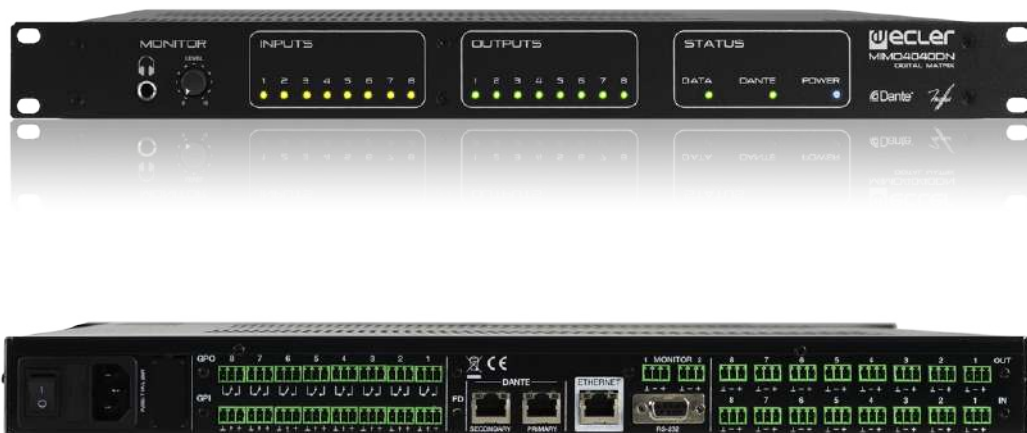 MONITOR
LEVEL
INPUTS
1 2 3 4 5 6 7 8
OUTPUTS
1 2 3 4 5 6 7 8
STATUS
DATA DANTE POWER
ecler
MIMO4040DN
DIGITAL MATRIX
Dante
GPO 8 7 6 5 4 3 2 1
GPI
CE
DANTE
FD
SECONDARY PRIMARY
ETHERNET
1 MONITOR 2
RS-232
8 7 6 5 4 3 2 1 OUT
8 7 6 5 4 3 2 1 IN